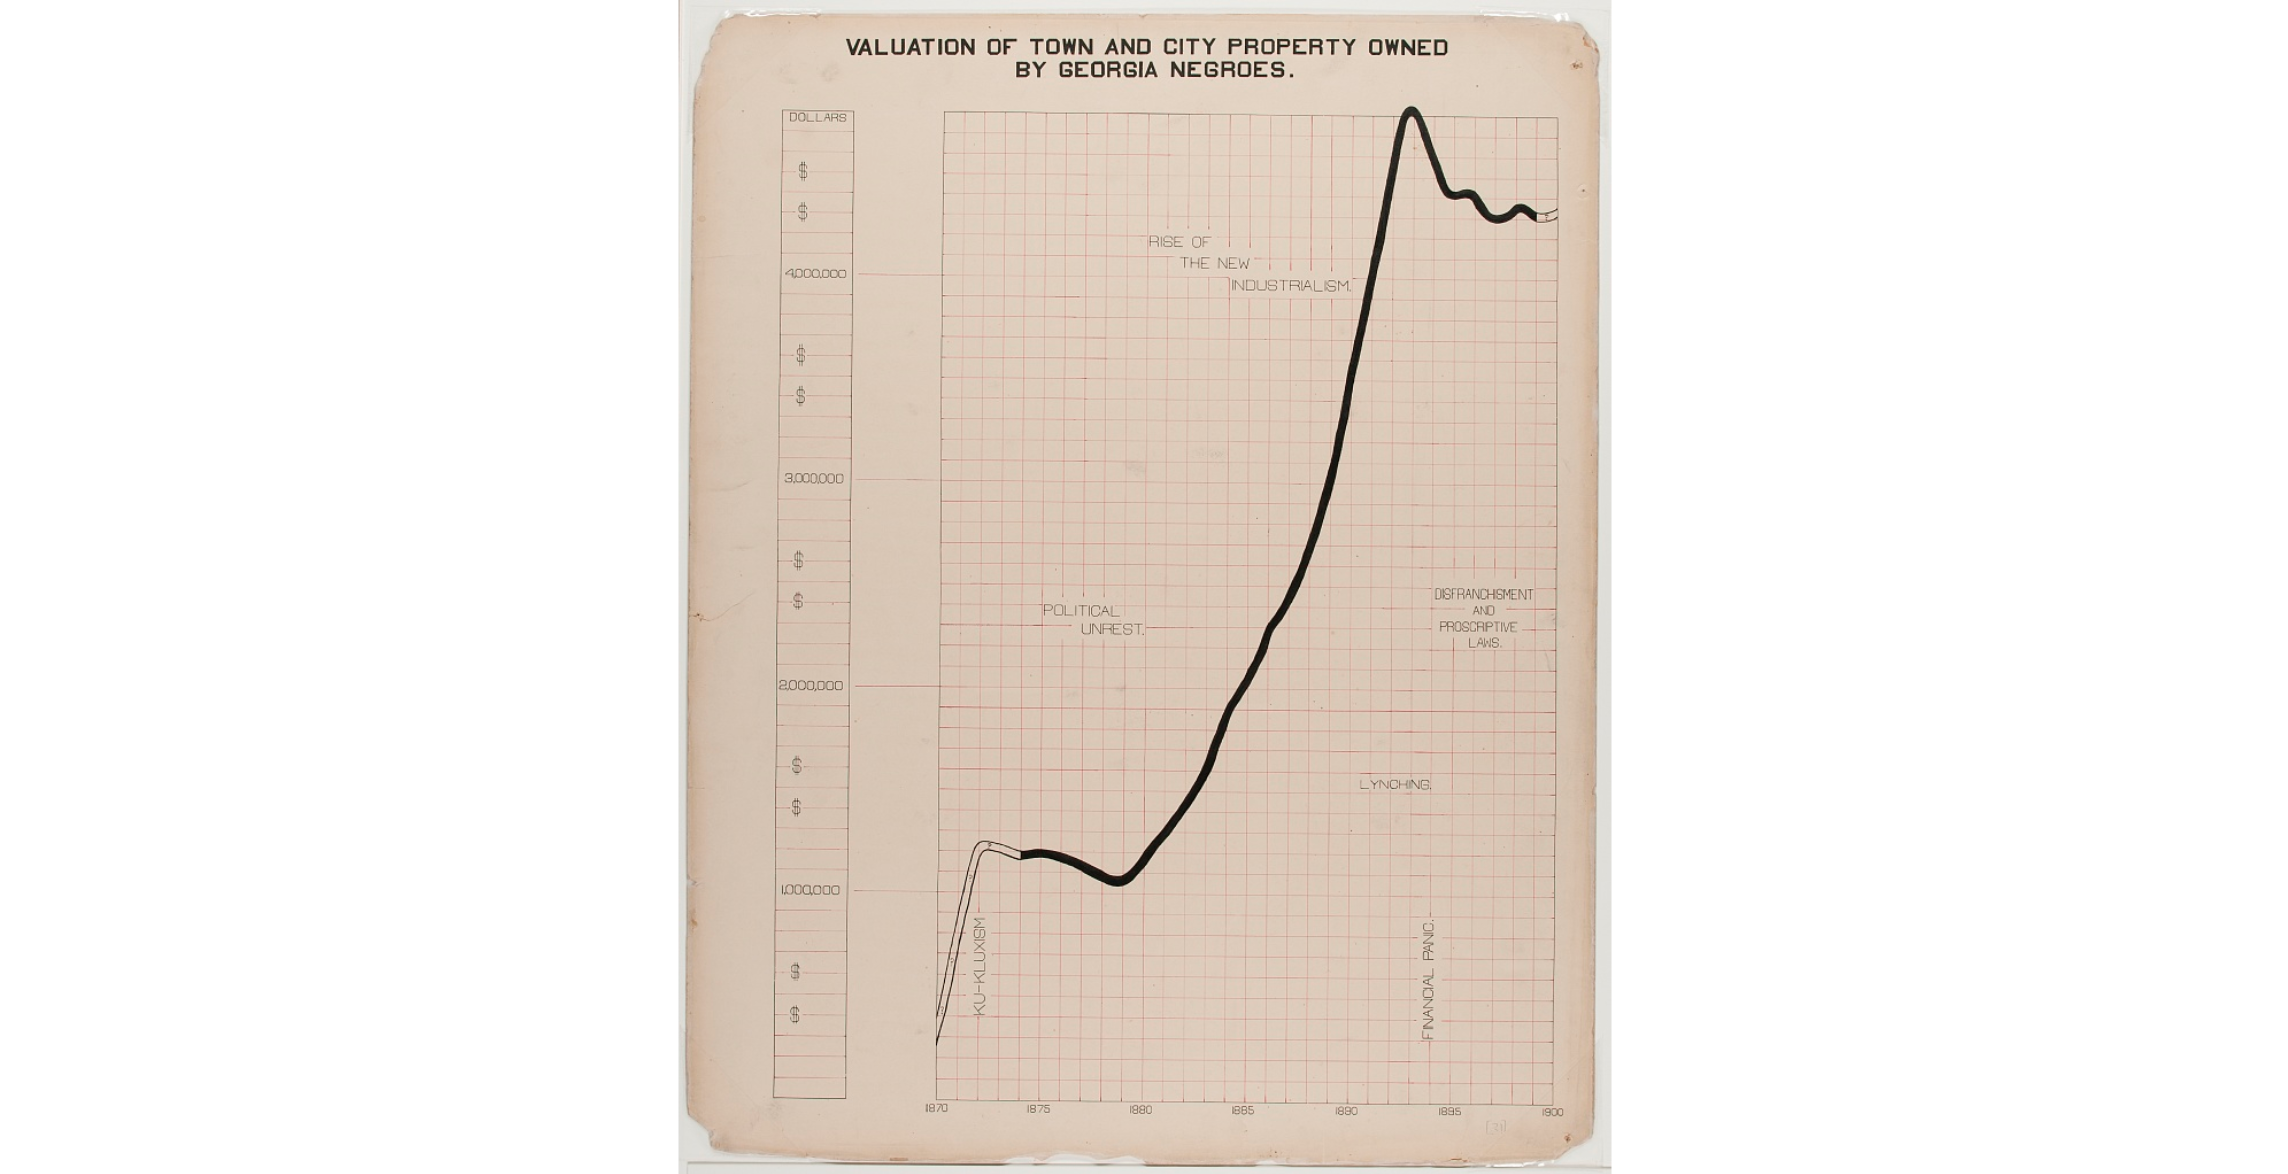 VALUATION OF TOWN AND CITY PROPERTY OWNED
BY GEORGIA NEGROES.
DOLLARS
$
$
4,000,000
$
$
3,000,000
$
$
2,000,000
$
$
1,000,000
$
$
RISE OF
THE NEW
INDUSTRIALISM.
POLITICAL
UNREST.
DISFRANCHISMENT
AND
PROSCRIPTIVE
LAWS.
LYNCHING.
KU-KLUXISM
FINANCIAL PANIC.
1870 1875 1880 1885 1890 1895 1900